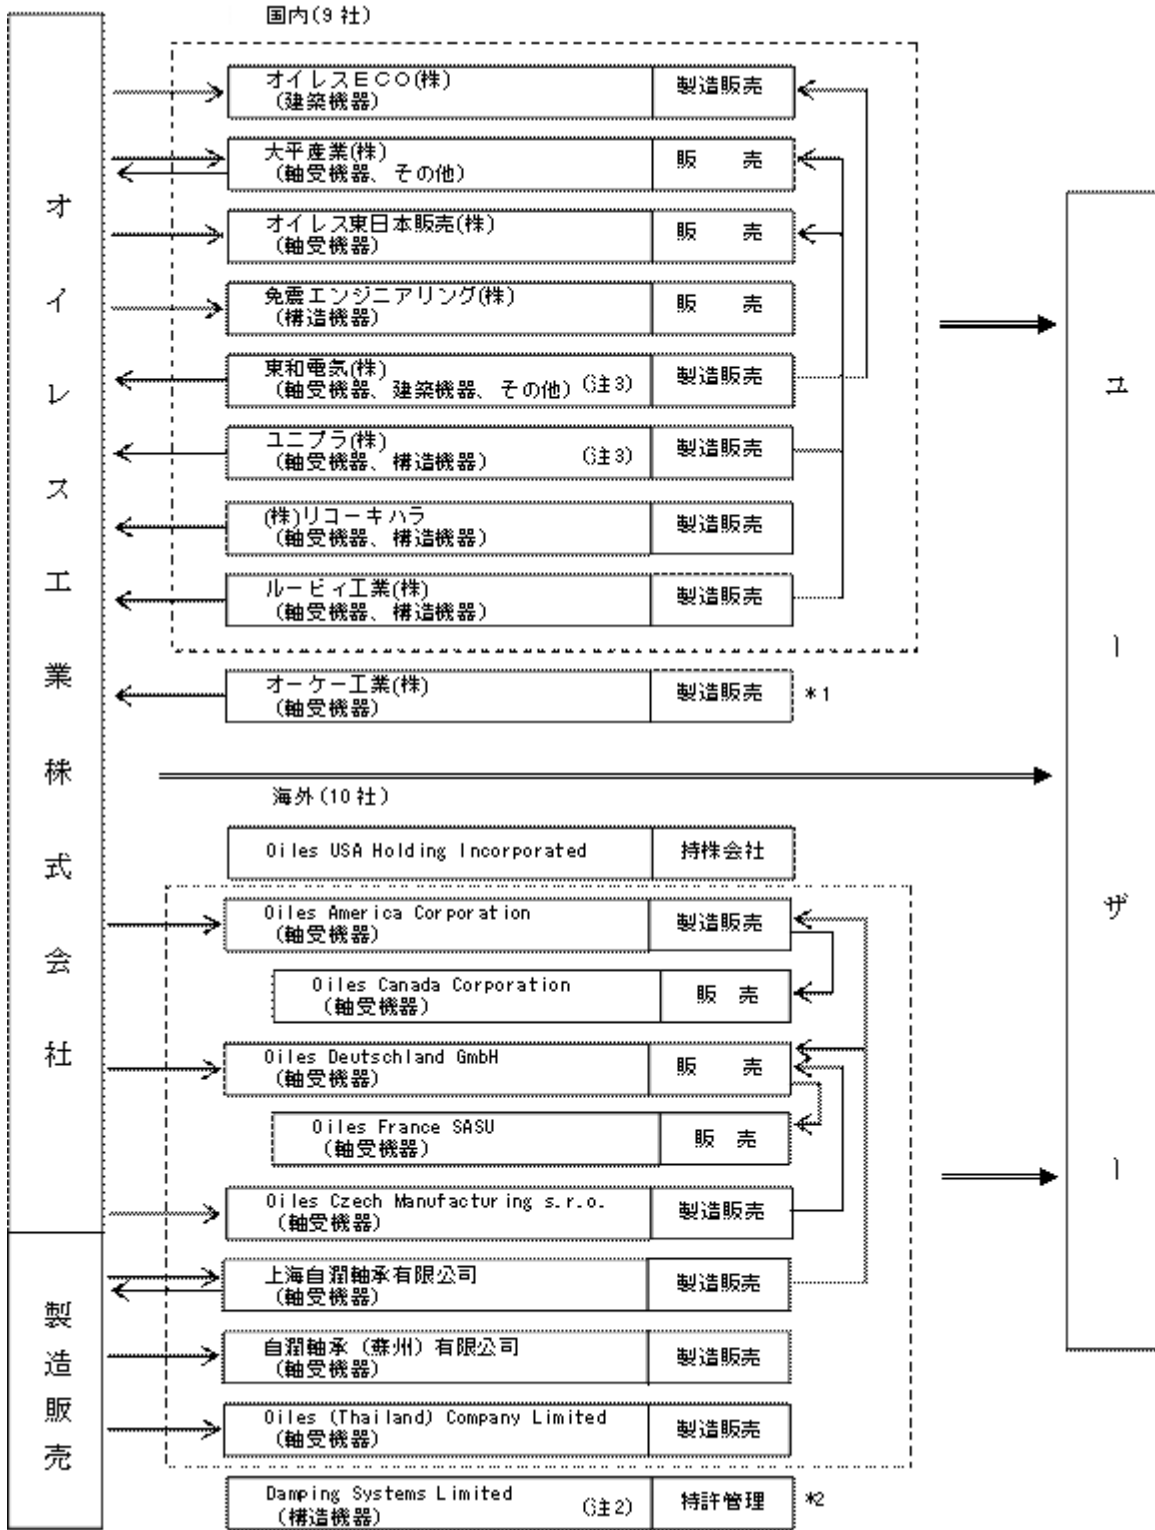 国内(9社)
オイレスECO(株)
(建築機器)
製造販売
大平産業(株)
(軸受機器、その他)
販　売
オイレス東日本販売(株)
(軸受機器)
販　売
免震エンジニアリング(株)
(構造機器)
販　売
東和電気(株)
(軸受機器、建築機器、その他)(注3)
製造販売
ユニプラ(株)
(軸受機器、構造機器)　(注3)
製造販売
(株)リコーキハラ
(軸受機器、構造機器)
製造販売
ルービィ工業(株)
(軸受機器、構造機器)
製造販売
オーケー工業(株)
(軸受機器)
製造販売
*1
海外(10社)
Oiles USA Holding Incorporated
持株会社
Oiles America Corporation
(軸受機器)
製造販売
Oiles Canada Corporation
(軸受機器)
販　売
Oiles Deutschland GmbH
(軸受機器)
販　売
Oiles France SASU
(軸受機器)
販　売
Oiles Czech Manufacturing s.r.o.
(軸受機器)
製造販売
上海自潤軸承有限公司
(軸受機器)
製造販売
自潤軸承(蘇州)有限公司
(軸受機器)
製造販売
Oiles (Thailand) Company Limited
(軸受機器)
製造販売
Damping Systems Limited
(構造機器)　(注2)
特許管理
*2
オイレス工業株式会社
製造販売
ユーザー